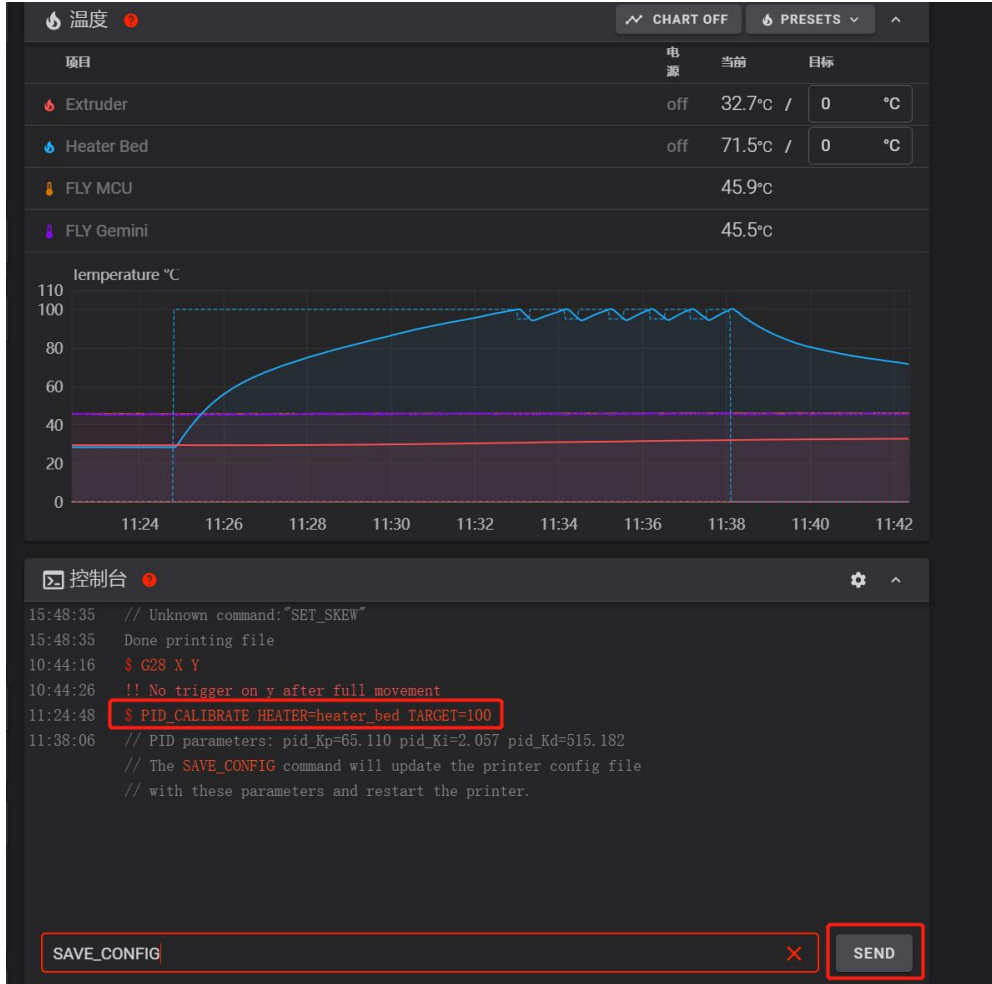 温度 ?
CHART OFF
PRESETS
项目 电源 当前 目标
Extruder off 32.7°C / 0 °C
Heater Bed off 71.5°C / 0 °C
FLY MCU 45.9°C
FLY Gemini 45.5°C
Temperature °C
110
100
80
60
40
20
0
11:24 11:26 11:28 11:30 11:32 11:34 11:36 11:38 11:40 11:42
控制台 ?
15:48:35 // Unknown command:"SET_SKEW"
15:48:35 Done printing file
10:44:16 $ G28 X Y
10:44:26 !! No trigger on y after full movement
11:24:48 $ PID_CALIBRATE HEATER=heater_bed TARGET=100
11:38:06 // PID parameters: pid_Kp=65.110 pid_Ki=2.057 pid_Kd=515.182
// The SAVE_CONFIG command will update the printer config file
// with these parameters and restart the printer.
SAVE_CONFIG
SEND